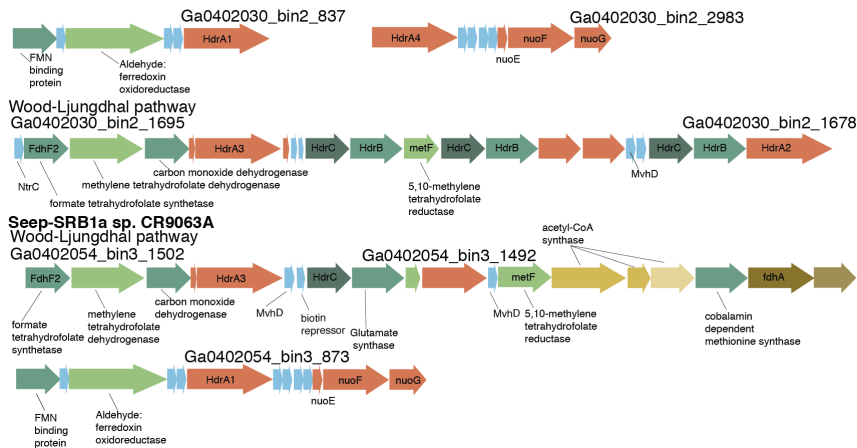 Ga0402030_bin2_837
Ga0402030_bin2_2983
HdrA1
HdrA4
nuoF
nuoG
nuoE
FMN
binding
protein
Aldehyde:
ferredoxin
oxidoreductase
Wood-Ljungdhal pathway
Ga0402030_bin2_1695
Ga0402030_bin2_1678
FdhF2
HdrA3
HdrC
HdrB
metF
HdrC
HdrB
HdrC
HdrB
HdrA2
NtrC
carbon monoxide dehydrogenase
methylene tetrahydrofolate dehydrogenase
formate tetrahydrofolate synthetase
MvhD
5,10-methylene
tetrahydrofolate
reductase
Seep-SRB1a sp. CR9063A
Wood-Ljungdhal pathway
Ga0402054_bin3_1502
Ga0402054_bin3_1492
acetyl-CoA
synthase
FdhF2
HdrA3
HdrC
metF
fdhA
formate
tetrahydrofolate
synthetase
methylene
tetrahydrofolate
dehydrogenase
carbon monoxide
dehydrogenase
MvhD
biotin
repressor
Glutamate
synthase
MvhD
5,10-methylene
tetrahydrofolate
reductase
cobalamin
dependent
methionine synthase
Ga0402054_bin3_873
HdrA1
nuoF
nuoG
nuoE
FMN
binding
protein
Aldehyde:
ferredoxin
oxidoreductase